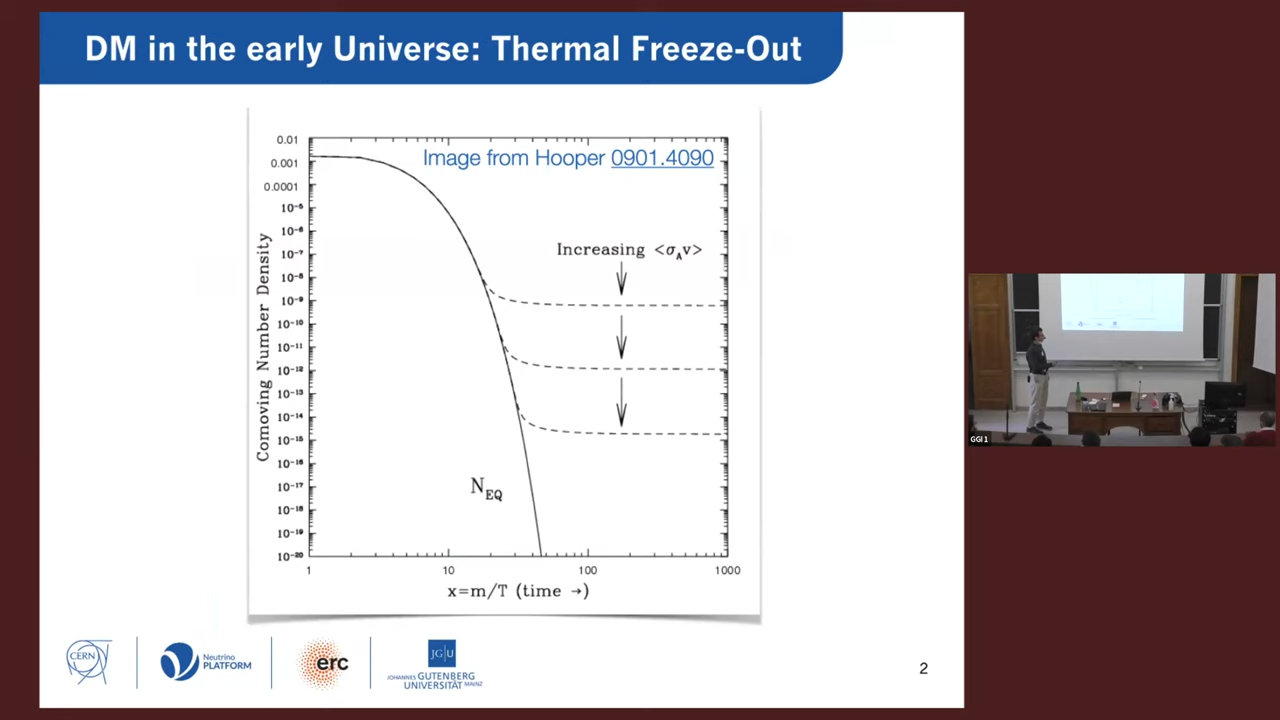 DM in the early Universe: Thermal Freeze-Out
Image from Hooper 0901.4090
0.01
0.001
0.0001
10⁻⁵
10⁻⁶
10⁻⁷
10⁻⁸
10⁻⁹
10⁻¹⁰
10⁻¹¹
10⁻¹²
10⁻¹³
10⁻¹⁴
10⁻¹⁵
10⁻¹⁶
10⁻¹⁷
10⁻¹⁸
10⁻¹⁹
10⁻²⁰
Comoving Number Density
Increasing <σ_A v>
N_EQ
1 10 100 1000
x=m/T (time →)
CERN
Neutrino
PLATFORM
erc
JG|U
JOHANNES GUTENBERG
UNIVERSITÄT MAINZ
2
GGI 1